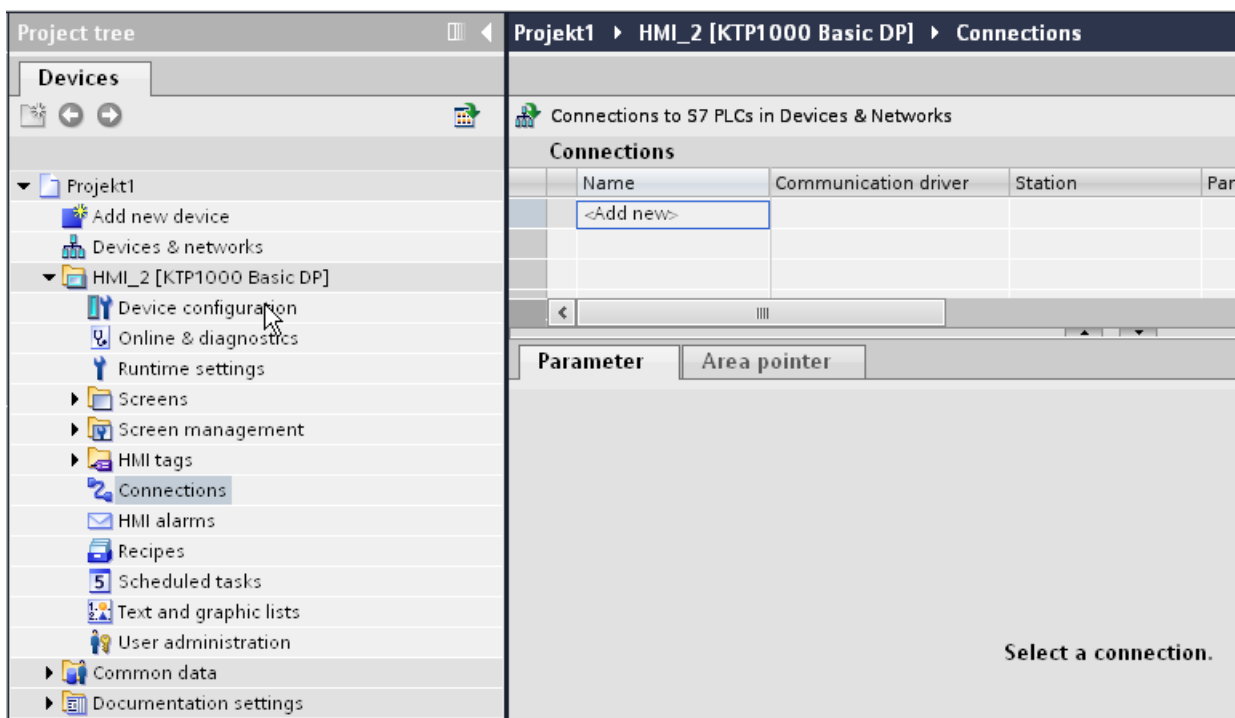 Project tree
Devices
Projekt1
Add new device
Devices & networks
HMI_2 [KTP1000 Basic DP]
Device configuration
Online & diagnostics
Runtime settings
Screens
Screen management
HMI tags
Connections
HMI alarms
Recipes
Scheduled tasks
Text and graphic lists
User administration
Common data
Documentation settings
Projekt1 ▸ HMI_2 [KTP1000 Basic DP] ▸ Connections
Connections to S7 PLCs in Devices & Networks
Connections
Name Communication driver Station Par
<Add new>
Parameter Area pointer
Select a connection.